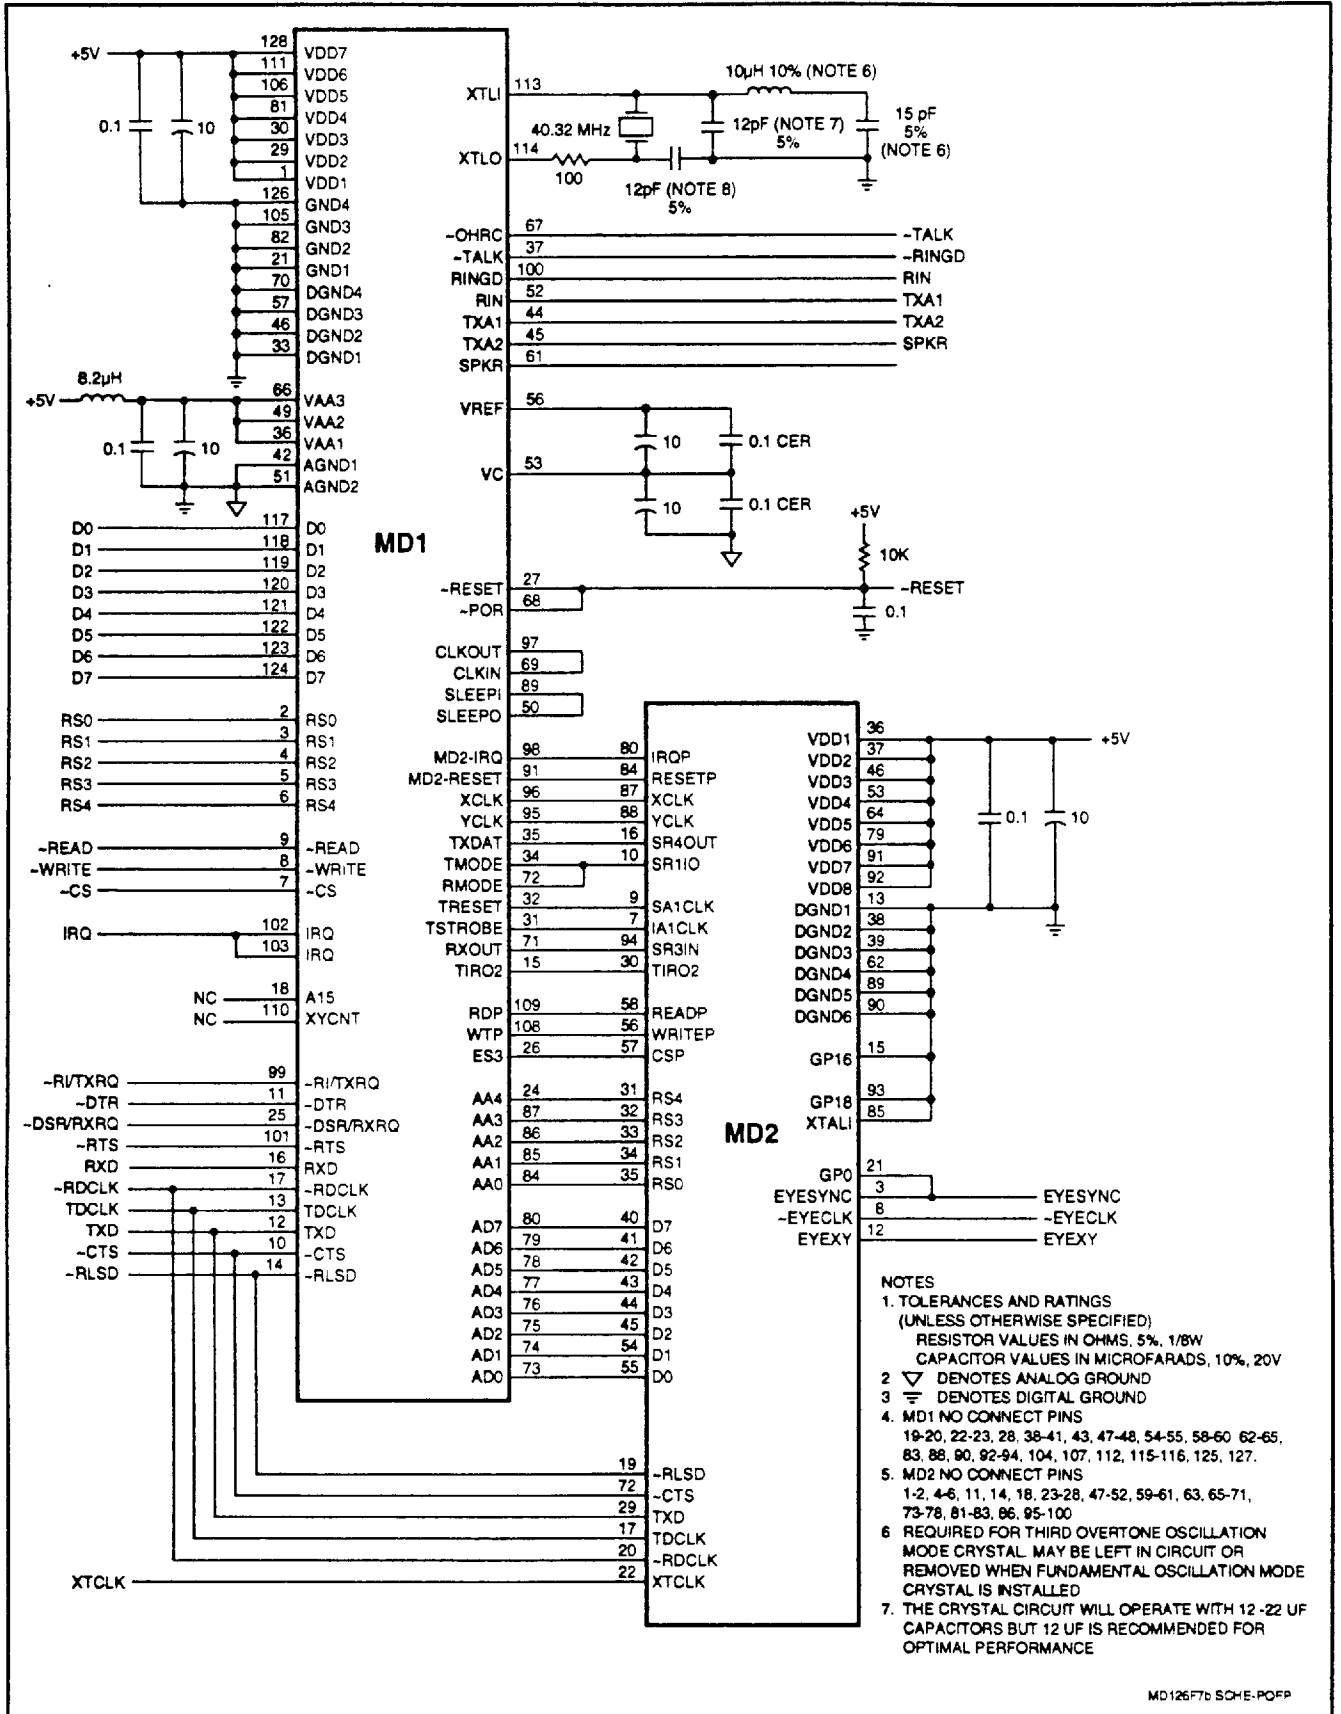 +5V
0.1
10
128 VDD7
111 VDD6
106 VDD5
81 VDD4
30 VDD3
29 VDD2
1 VDD1
126 GND4
105 GND3
82 GND2
21 GND1
70 DGND4
57 DGND3
46 DGND2
33 DGND1
8.2µH
+5V
0.1
10
66 VAA3
49 VAA2
36 VAA1
42 AGND1
51 AGND2
D0 117 D0
D1 118 D1
D2 119 D2
D3 120 D3
D4 121 D4
D5 122 D5
D6 123 D6
D7 124 D7
RS0 2 RS0
RS1 3 RS1
RS2 4 RS2
RS3 5 RS3
RS4 6 RS4
~READ 9 ~READ
~WRITE 8 ~WRITE
~CS 7 ~CS
IRQ 102 IRQ
103 IRQ
NC 18 A15
NC 110 XYCNT
~RI/TXRQ 99 ~RI/TXRQ
~DTR 11 ~DTR
~DSR/RXRQ 25 ~DSR/RXRQ
~RTS 101 ~RTS
RXD 16 RXD
~RDCLK 17 ~RDCLK
TDCLK 13 TDCLK
TXD 12 TXD
~CTS 10 ~CTS
~RLSD 14 ~RLSD
XTCLK
MD1
XTLI 113
XTLO 114
100
40.32 MHz
12pF (NOTE 8)
5%
12pF (NOTE 7)
5%
10µH 10% (NOTE 6)
15 pF
5%
(NOTE 6)
~OHRC 67 ~TALK
~TALK 37 ~RINGD
RINGD 100 RIN
RIN 52 TXA1
TXA1 44 TXA2
TXA2 45 SPKR
SPKR 61
VREF 56
10
0.1 CER
VC 53
10
0.1 CER
+5V
10K
~RESET 27 ~RESET
~POR 68
0.1
CLKOUT 97
CLKIN 69
SLEEPI 89
SLEEPO 50
MD2-IRQ 98 80 IRQP
MD2-RESET 91 84 RESETP
XCLK 96 87 XCLK
YCLK 95 88 YCLK
TXDAT 35 16 SR4OUT
TMODE 34 10 SR1IO
RMODE 72
TRESET 32 9 SA1CLK
TSTROBE 31 7 IA1CLK
RXOUT 71 94 SR3IN
TIRO2 15 30 TIRO2
RDP 109 58 READP
WTP 108 56 WRITEP
ES3 26 57 CSP
AA4 24 31 RS4
AA3 87 32 RS3
AA2 86 33 RS2
AA1 85 34 RS1
AA0 84 35 RS0
AD7 80 40 D7
AD6 79 41 D6
AD5 78 42 D5
AD4 77 43 D4
AD3 76 44 D3
AD2 75 45 D2
AD1 74 54 D1
AD0 73 55 D0
19 ~RLSD
72 ~CTS
29 TXD
17 TDCLK
20 ~RDCLK
22 XTCLK
MD2
VDD1 36 +5V
VDD2 37
VDD3 46
VDD4 53
VDD5 64
VDD6 79
VDD7 91
VDD8 92
0.1
10
DGND1 13
DGND2 38
DGND3 39
DGND4 62
DGND5 89
DGND6 90
GP16 15
GP18 93
XTALI 85
GP0 21
EYESYNC 3 EYESYNC
~EYECLK 8 ~EYECLK
EYEXY 12 EYEXY
NOTES
1. TOLERANCES AND RATINGS
(UNLESS OTHERWISE SPECIFIED)
RESISTOR VALUES IN OHMS, 5%, 1/8W
CAPACITOR VALUES IN MICROFARADS, 10%, 20V
2 DENOTES ANALOG GROUND
3 DENOTES DIGITAL GROUND
4. MD1 NO CONNECT PINS
19-20, 22-23, 28, 38-41, 43, 47-48, 54-55, 58-60 62-65,
83, 88, 90, 92-94, 104, 107, 112, 115-116, 125, 127.
5. MD2 NO CONNECT PINS
1-2, 4-6, 11, 14, 18, 23-28, 47-52, 59-61, 63, 65-71,
73-78, 81-83, 86, 95-100
6 REQUIRED FOR THIRD OVERTONE OSCILLATION
MODE CRYSTAL MAY BE LEFT IN CIRCUIT OR
REMOVED WHEN FUNDAMENTAL OSCILLATION MODE
CRYSTAL IS INSTALLED
7. THE CRYSTAL CIRCUIT WILL OPERATE WITH 12 -22 UF
CAPACITORS BUT 12 UF IS RECOMMENDED FOR
OPTIMAL PERFORMANCE
MD126F7b SCHE-PQFP